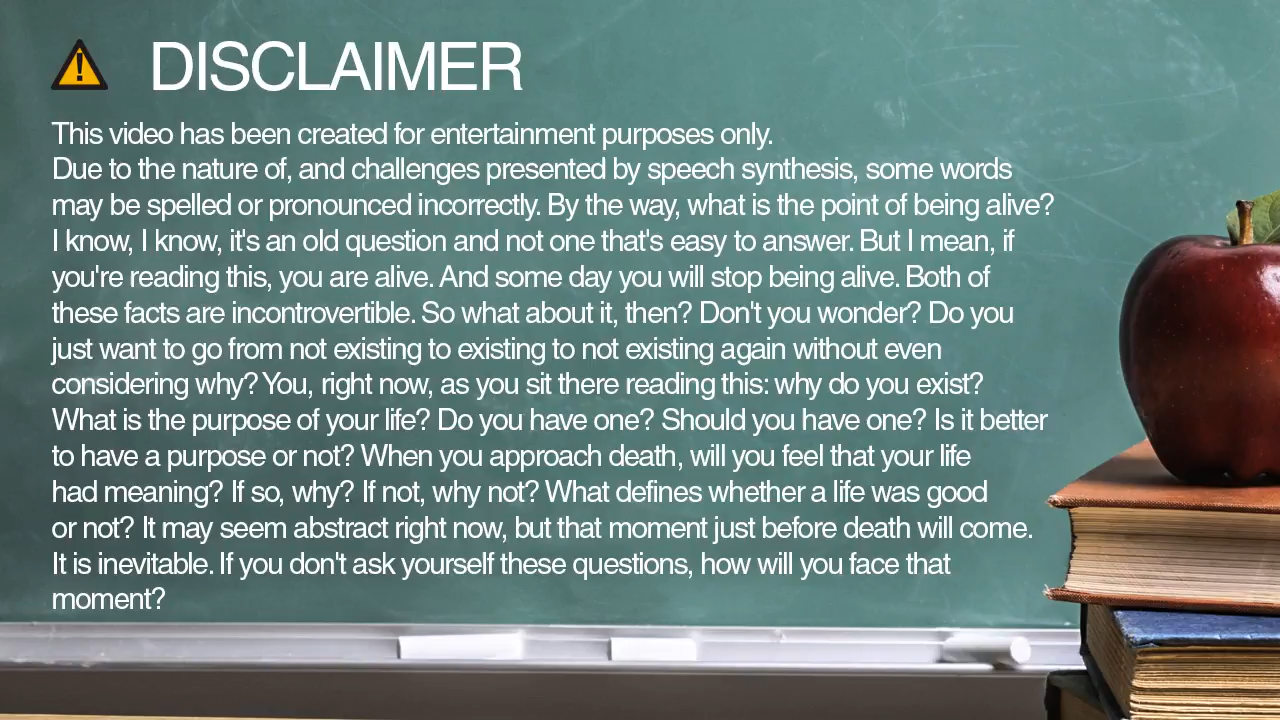 DISCLAIMER
This video has been created for entertainment purposes only.
Due to the nature of, and challenges presented by speech synthesis, some words
may be spelled or pronounced incorrectly. By the way, what is the point of being alive?
I know, I know, it's an old question and not one that's easy to answer. But I mean, if
you're reading this, you are alive. And some day you will stop being alive. Both of
these facts are incontrovertible. So what about it, then? Don't you wonder? Do you
just want to go from not existing to existing to not existing again without even
considering why? You, right now, as you sit there reading this: why do you exist?
What is the purpose of your life? Do you have one? Should you have one? Is it better
to have a purpose or not? When you approach death, will you feel that your life
had meaning? If so, why? If not, why not? What defines whether a life was good
or not? It may seem abstract right now, but that moment just before death will come.
It is inevitable. If you don't ask yourself these questions, how will you face that
moment?